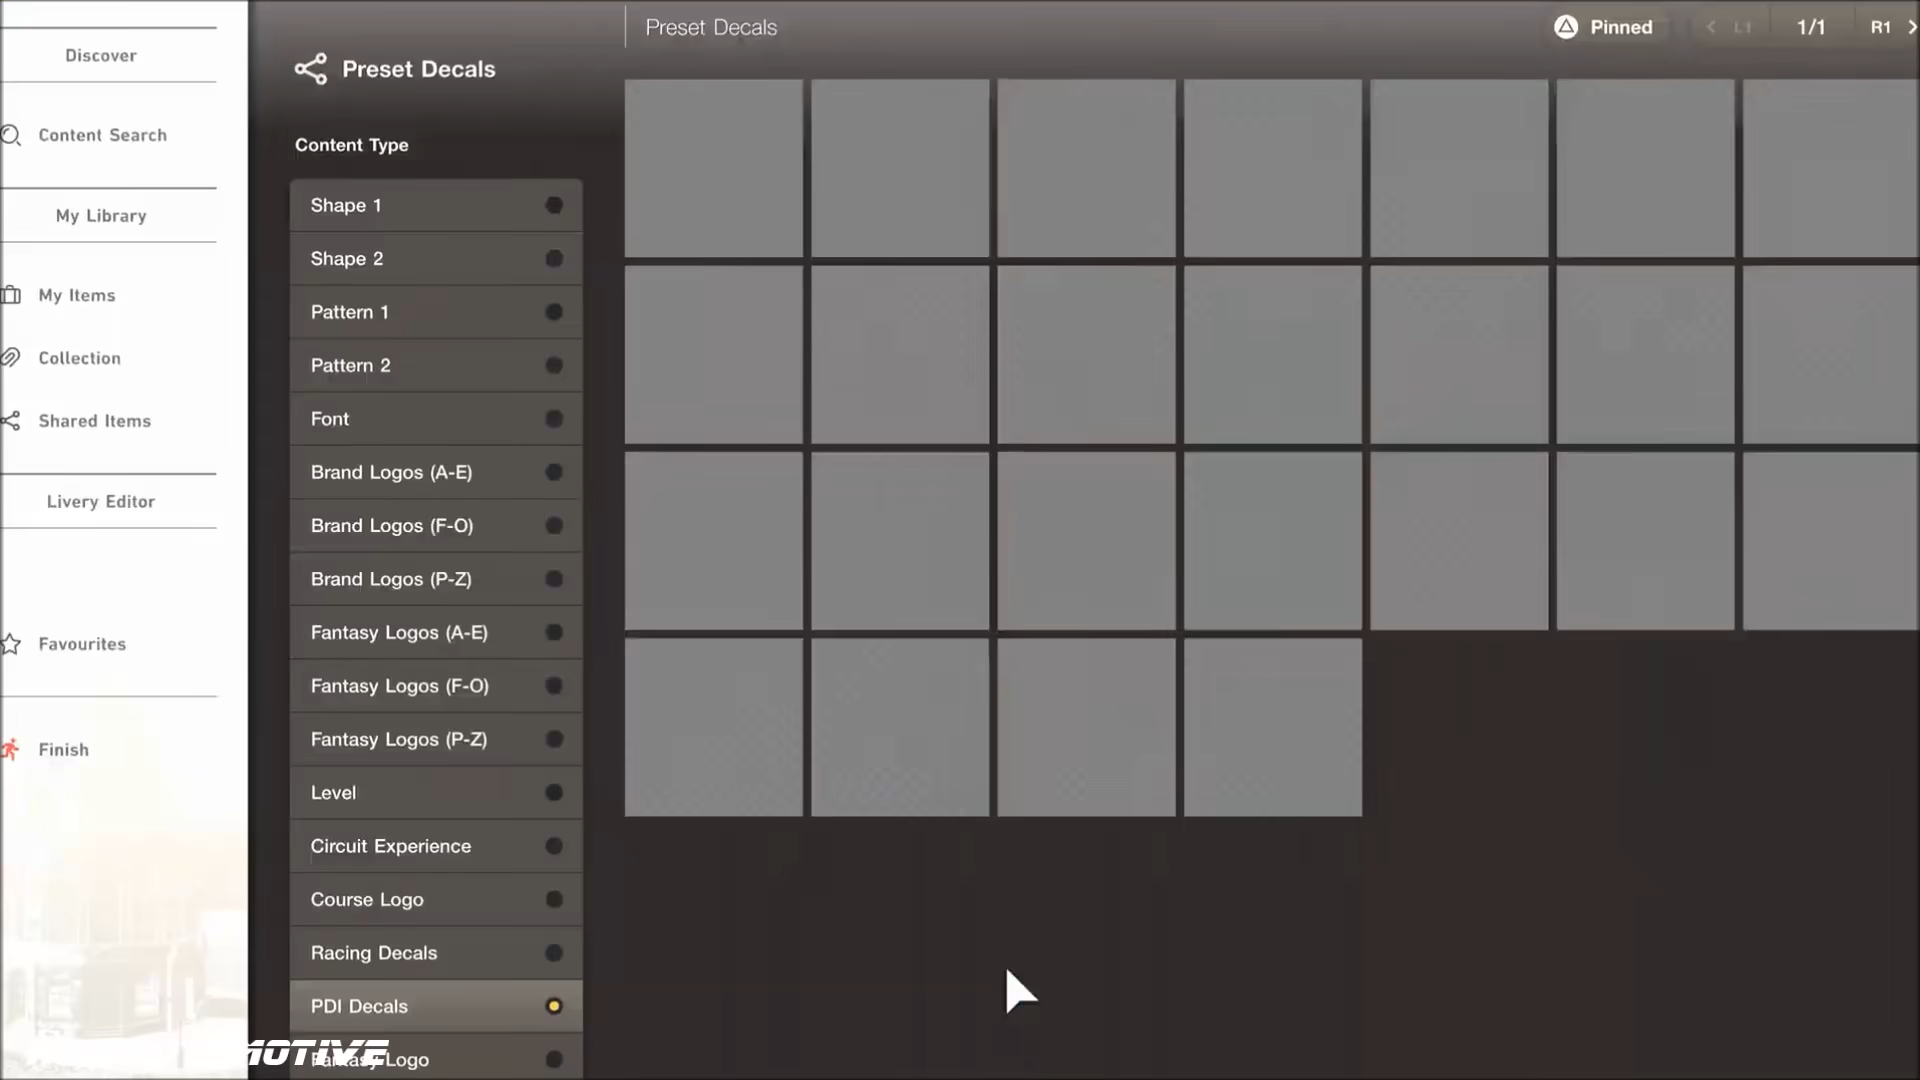 Discover
Content Search
My Library
My Items
Collection
Shared Items
Livery Editor
Favourites
Finish
Preset Decals
Content Type
Shape 1
Shape 2
Pattern 1
Pattern 2
Font
Brand Logos (A-E)
Brand Logos (F-O)
Brand Logos (P-Z)
Fantasy Logos (A-E)
Fantasy Logos (F-O)
Fantasy Logos (P-Z)
Level
Circuit Experience
Course Logo
Racing Decals
PDI Decals
Fantasy Logo
Preset Decals
Pinned
L1
1/1
R1